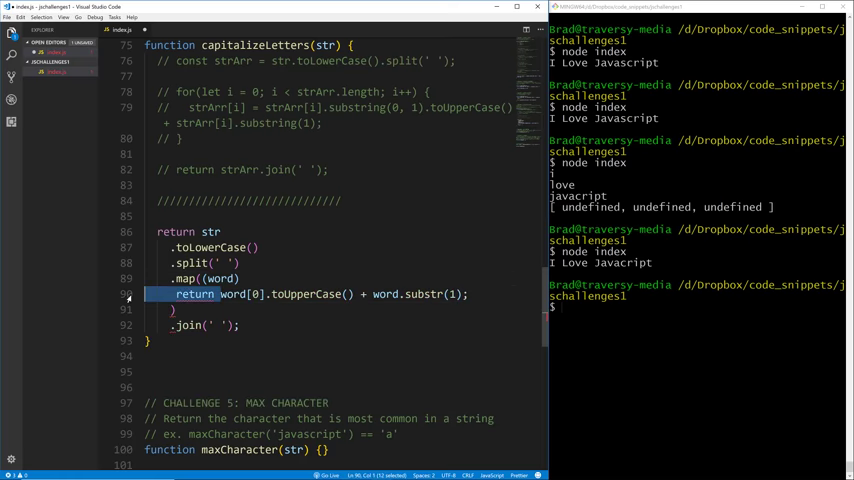 index.js - jschallenges1 - Visual Studio Code
File Edit Selection View Go Debug Tasks Help
EXPLORER
OPEN EDITORS 1 UNSAVED
index.js
JSCHALLENGES1
index.js
index.js
75 function capitalizeLetters(str) {
76 // const strArr = str.toLowerCase().split(' ');
77
78 // for(let i = 0; i < strArr.length; i++) {
79 //   strArr[i] = strArr[i].substring(0, 1).toUpperCase()
+ strArr[i].substring(1);
80 // }
81
82 // return strArr.join(' ');
83
84 /////////////////////////////
85
86 return str
87 .toLowerCase()
88 .split(' ')
89 .map((word)
90 return word[0].toUpperCase() + word.substr(1);
91 )
92 .join(' ');
93 }
94
95
96
97 // CHALLENGE 5: MAX CHARACTER
98 // Return the character that is most common in a string
99 // ex. maxCharacter('javascript') == 'a'
100 function maxCharacter(str) {}
101
3 0
Go Live Ln 90, Col 1 (12 selected) Spaces: 2 UTF-8 CRLF JavaScript Prettier
MINGW64:/d/Dropbox/code_snippets/jschallenges1
Brad@traversy-media MINGW64 /d/Dropbox/code_snippets/j
schallenges1
$ node index
I Love Javascript
Brad@traversy-media MINGW64 /d/Dropbox/code_snippets/j
schallenges1
$ node index
I Love Javascript
Brad@traversy-media MINGW64 /d/Dropbox/code_snippets/j
schallenges1
$ node index
i
love
javacript
[ undefined, undefined, undefined ]
Brad@traversy-media MINGW64 /d/Dropbox/code_snippets/j
schallenges1
$ node index
I Love Javacript
Brad@traversy-media MINGW64 /d/Dropbox/code_snippets/j
schallenges1
$